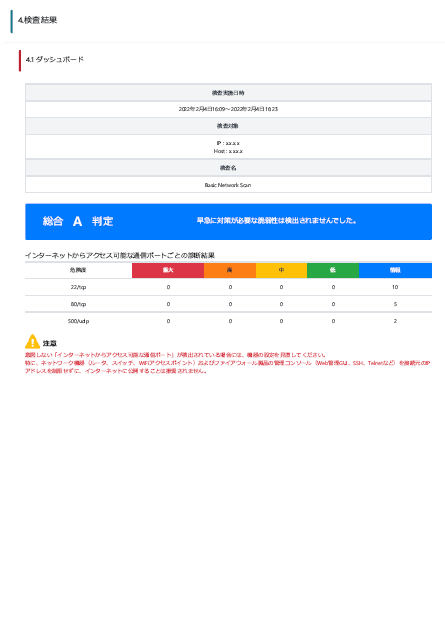 4.検査結果
4.1 ダッシュボード
検査実施日時
2022年2月4日16:09～2022年2月4日16:23
検査対象
IP : x.x.x.x
Host : x.x.x.x
検査名
Basic Network Scan
総合 A 判定 早急に対策が必要な脆弱性は検出されませんでした。
インターネットからアクセス可能な通信ポートごとの診断結果
危険度 重大 高 中 低 情報
22/tcp 0 0 0 0 10
80/tcp 0 0 0 0 5
500/udp 0 0 0 0 2
注意
意図しない「インターネットからアクセス可能な通信ポート」が検出されている場合には、機器の設定を見直してください。
特に、ネットワーク機器（ルータ、スイッチ、WiFiアクセスポイント）およびファイアウォール製品の管理コンソール（Web管理GUI、SSH、Telnetなど）を接続元IP
アドレスを制限せずに、インターネットに公開することは推奨されません。